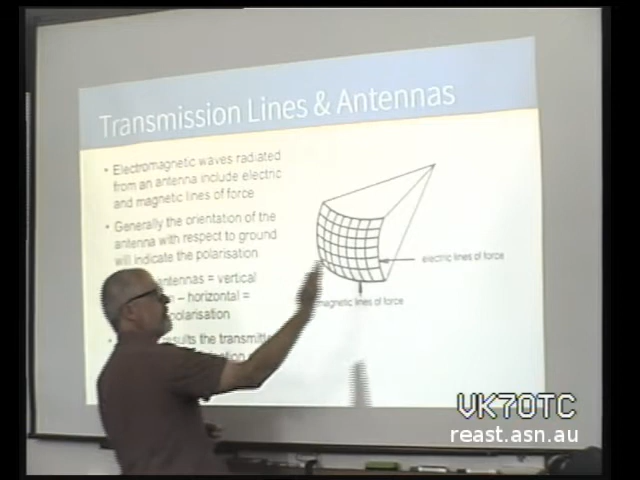 Transmission Lines & Antennas
• Electromagnetic waves radiated
from an antenna include electric
and magnetic lines of force
• Generally the orientation of the
antenna with respect to ground
will indicate the polarisation
antennas = vertical
– horizontal =
polarisation
results the transmitte
electric lines of force
magnetic lines of force
VK7OTC
reast.asn.au